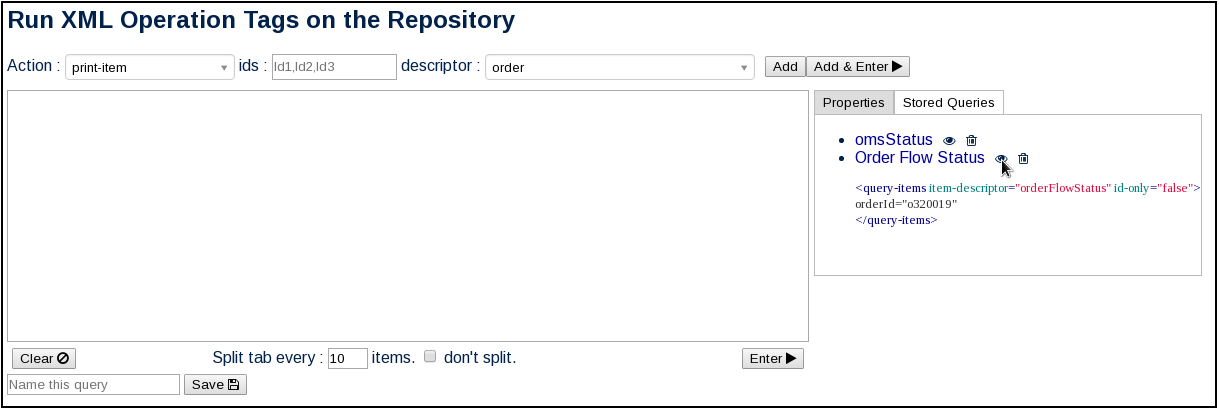 Run XML Operation Tags on the Repository
Action : print-item ids : Id1,Id2,Id3 descriptor : order Add Add & Enter
Properties Stored Queries
omsStatus
Order Flow Status
<query-items item-descriptor="orderFlowStatus" id-only="false">
orderId="o320019"
</query-items>
Clear Split tab every : 10 items. don't split. Enter
Name this query Save